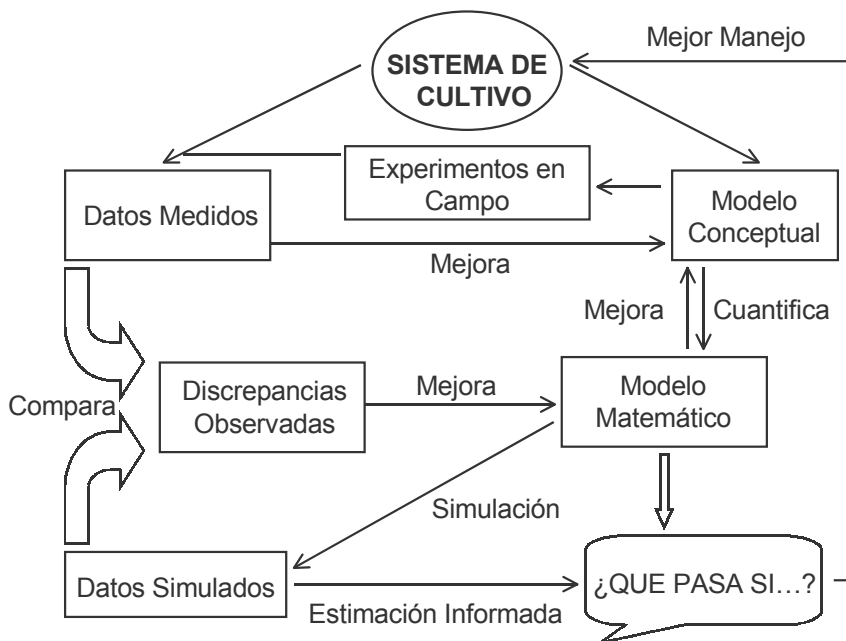 Mejor Manejo
SISTEMA DE
CULTIVO
Experimentos en
Campo
Datos Medidos
Modelo
Conceptual
Mejora
Mejora
Cuantifica
Compara
Discrepancias
Observadas
Mejora
Modelo
Matemático
Simulación
Datos Simulados
Estimación Informada
¿QUE PASA SI...?